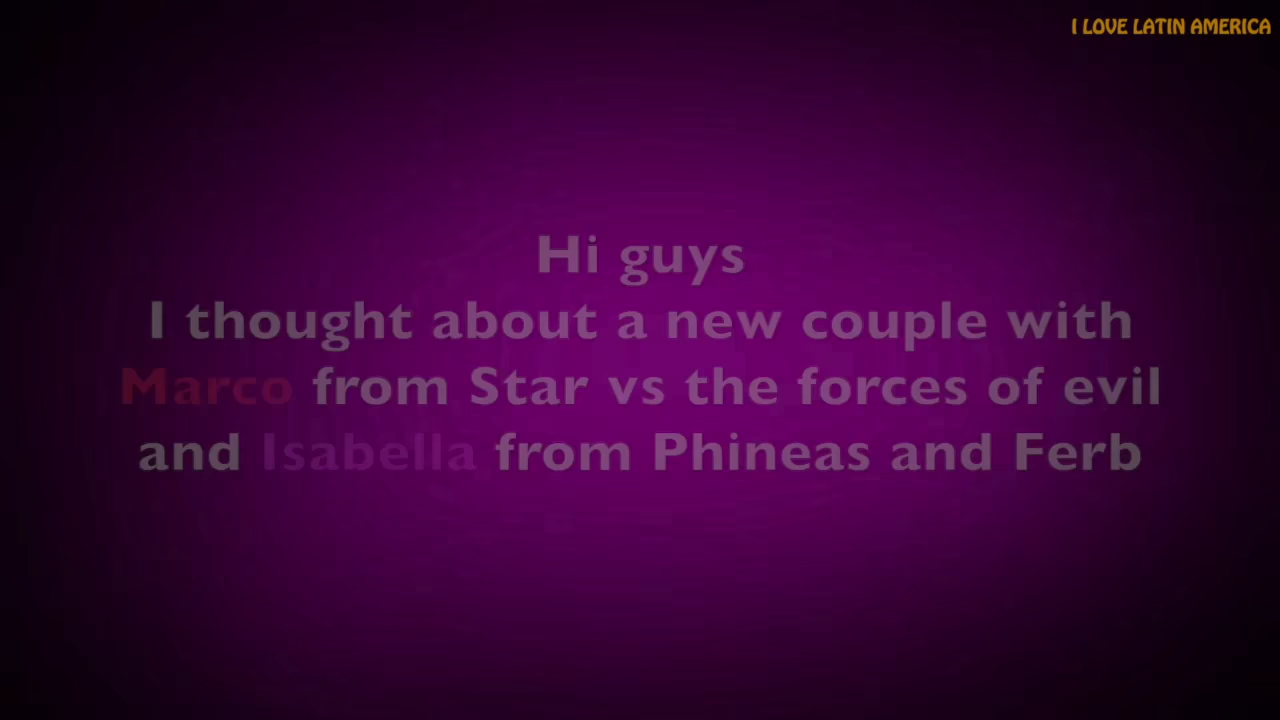 I LOVE LATIN AMERICA
Hi guys
I thought about a new couple with
Marco from Star vs the forces of evil
and Isabella from Phineas and Ferb